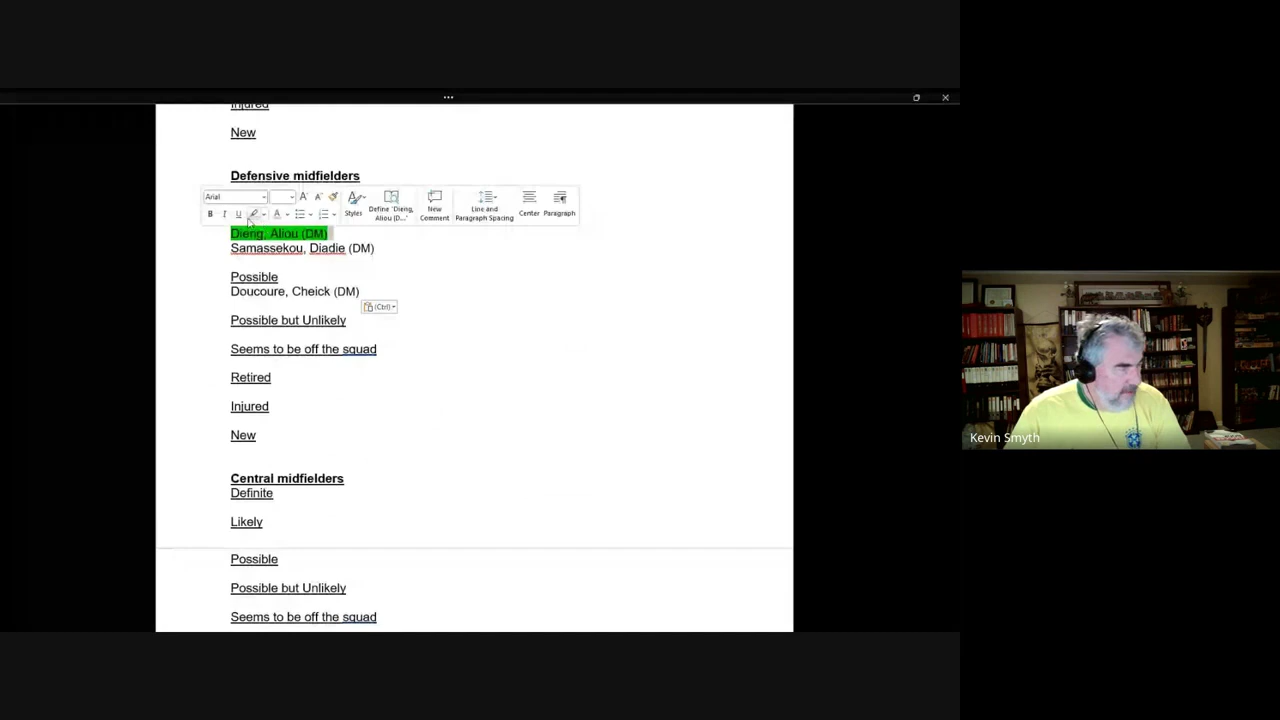 Injured
New
Defensive midfielders
Arial
Styles
Define "Dieng, Aliou (D..."
New Comment
Line and Paragraph Spacing
Center
Paragraph
Dieng, Aliou (DM)
Samassekou, Diadie (DM)
Possible
Doucoure, Cheick (DM)
(Ctrl)
Possible but Unlikely
Seems to be off the squad
Retired
Injured
New
Kevin Smyth
Central midfielders
Definite
Likely
Possible
Possible but Unlikely
Seems to be off the squad